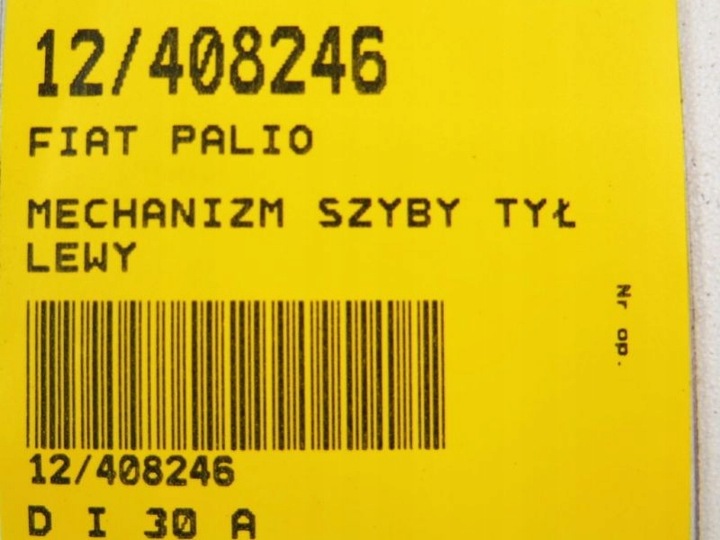 12/408246
FIAT PALIO
MECHANIZM SZYBY TYŁ
LEWY
Nr op.
12/408246
D I 30 A